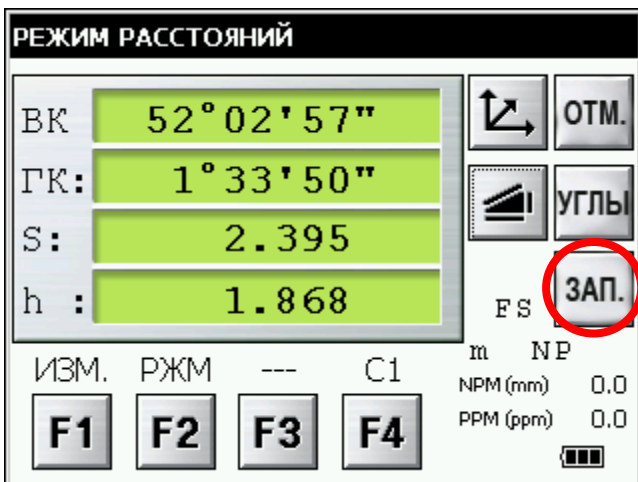 РЕЖИМ РАССТОЯНИЙ
ВК 52°02'57"
ГК: 1°33'50"
S: 2.395
h : 1.868
ОТМ.
УГЛЫ
ЗАП.
FS
m NP
NPM (mm) 0.0
PPM (ppm) 0.0
ИЗМ. РЖМ --- C1
F1 F2 F3 F4